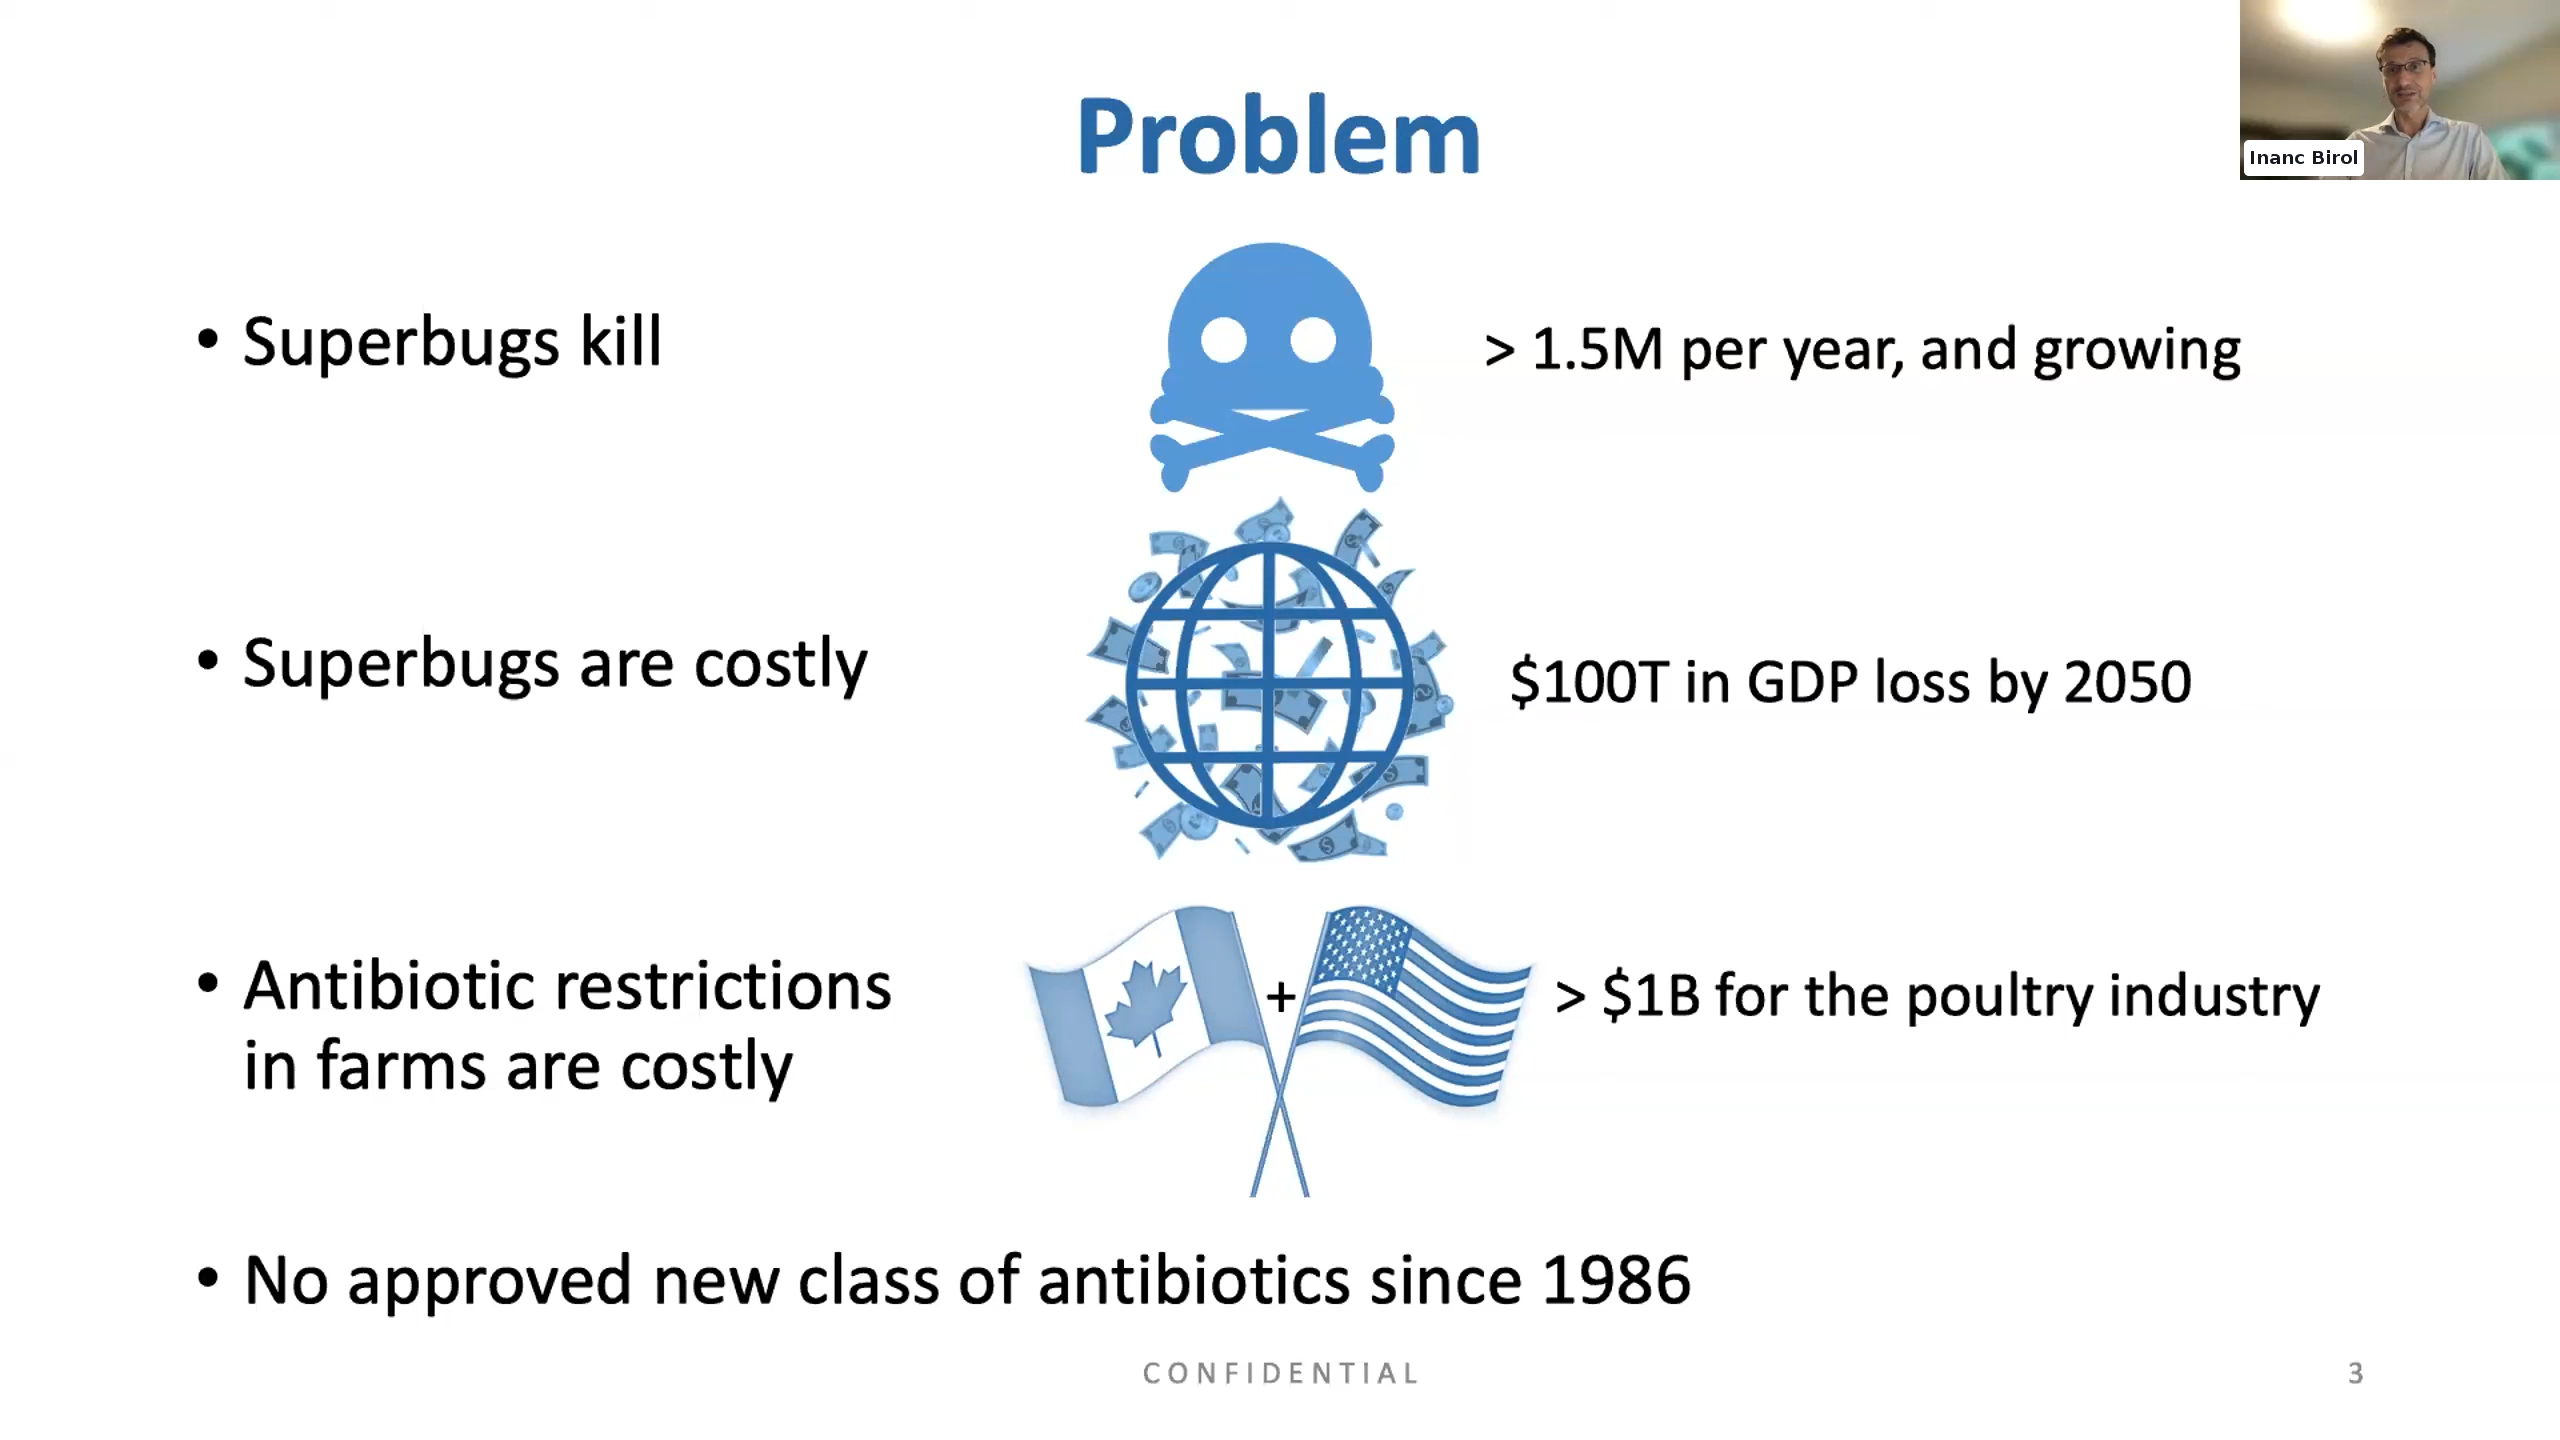 Problem
Inanc Birol
• Superbugs kill
> 1.5M per year, and growing
• Superbugs are costly
$100T in GDP loss by 2050
• Antibiotic restrictions
in farms are costly
+
> $1B for the poultry industry
• No approved new class of antibiotics since 1986
CONFIDENTIAL
3